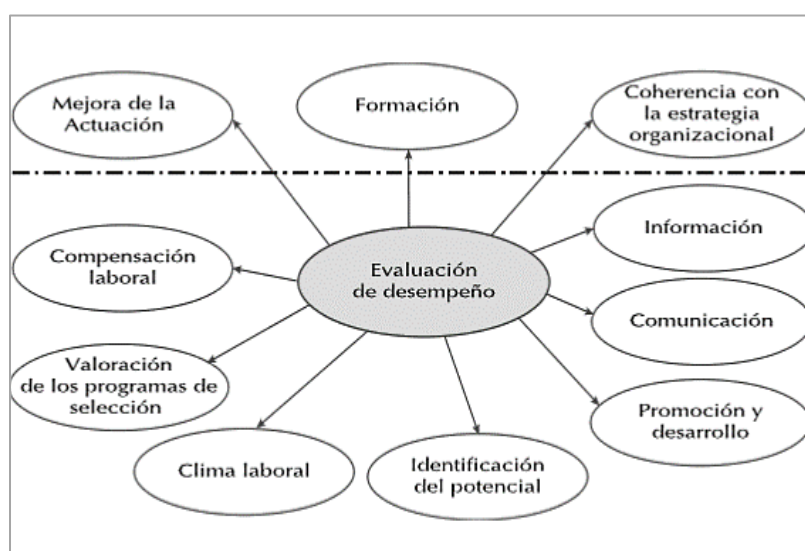 Mejora de la
Actuación
Formación
Coherencia con
la estrategia
organizacional
Compensación
laboral
Evaluación
de desempeño
Información
Comunicación
Valoración
de los programas de
selección
Promoción y
desarrollo
Clima laboral
Identificación
del potencial